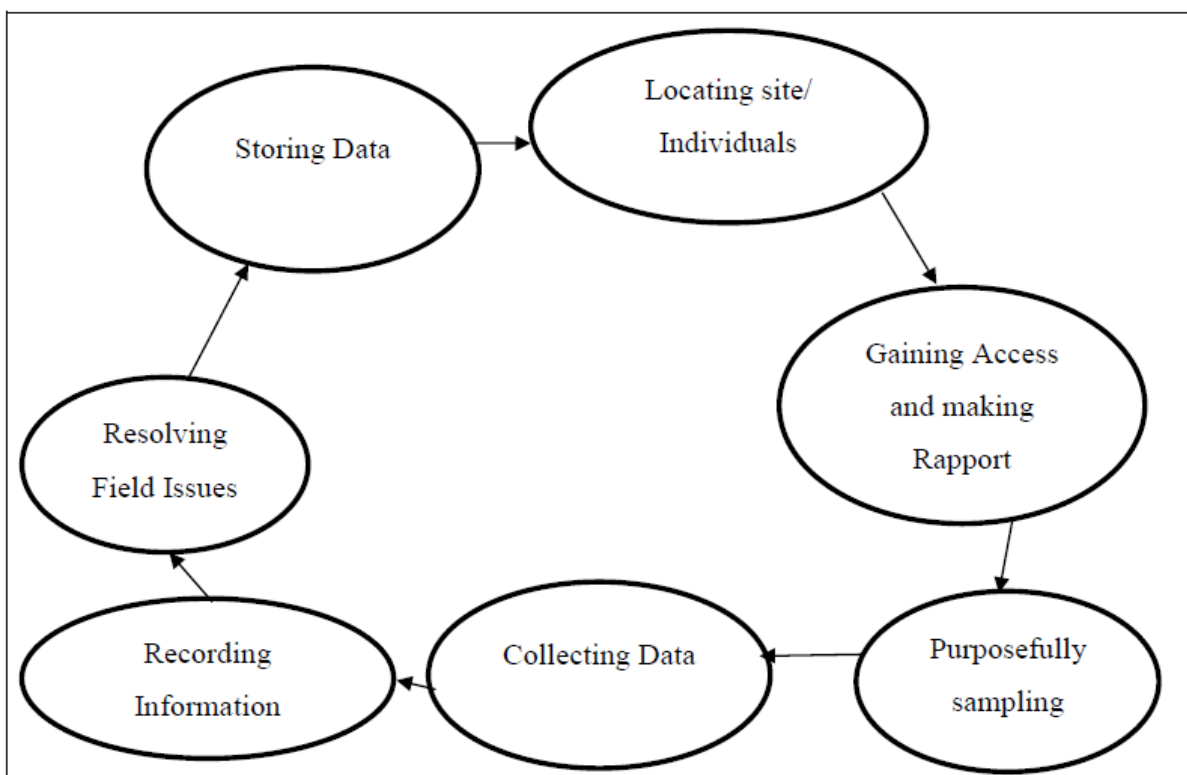 Storing Data
Locating site/
Individuals
Gaining Access
and making
Rapport
Resolving
Field Issues
Purposefully
sampling
Collecting Data
Recording
Information